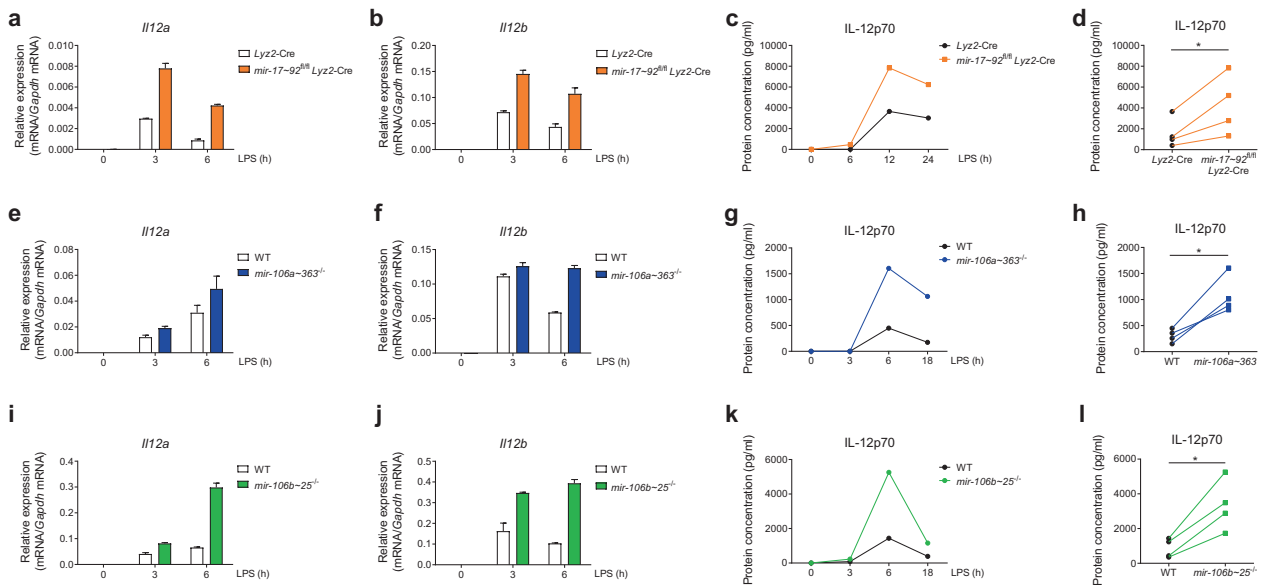 a
Il12a
Relative expression
(mRNA/Gapdh mRNA)
0.010
0.008
0.006
0.004
0.002
0.000
0
3
6
LPS (h)
Lyz2-Cre
mir-17~92fl/fl Lyz2-Cre
b
Il12b
Relative expression
(mRNA/Gapdh mRNA)
0.20
0.15
0.10
0.05
0.00
0
3
6
LPS (h)
Lyz2-Cre
mir-17~92fl/fl Lyz2-Cre
c
IL-12p70
Protein concentration (pg/ml)
10000
8000
6000
4000
2000
0
0
6
12
24
LPS (h)
Lyz2-Cre
mir-17~92fl/fl Lyz2-Cre
d
IL-12p70
Protein concentration (pg/ml)
10000
8000
6000
4000
2000
0
*
Lyz2-Cre
mir-17~92fl/fl
Lyz2-Cre
e
Il12a
Relative expression
(mRNA/Gapdh mRNA)
0.08
0.06
0.04
0.02
0.00
0
3
6
LPS (h)
WT
mir-106a~363-/-
f
Il12b
Relative expression
(mRNA/Gapdh mRNA)
0.15
0.10
0.05
0.00
0
3
6
LPS (h)
WT
mir-106a~363-/-
g
IL-12p70
Protein concentration (pg/ml)
2000
1500
1000
500
0
0
3
6
18
LPS (h)
WT
mir-106a~363-/-
h
IL-12p70
Protein concentration (pg/ml)
2000
1500
1000
500
0
*
WT
mir-106a~363
i
Il12a
Relative expression
(mRNA/Gapdh mRNA)
0.4
0.3
0.2
0.1
0.0
0
3
6
LPS (h)
WT
mir-106b~25-/-
j
Il12b
Relative expression
(mRNA/Gapdh mRNA)
0.5
0.4
0.3
0.2
0.1
0.0
0
3
6
LPS (h)
WT
mir-106b~25-/-
k
IL-12p70
Protein concentration (pg/ml)
6000
4000
2000
0
0
3
6
18
LPS (h)
WT
mir-106b~25-/-
l
IL-12p70
Protein concentration (pg/ml)
6000
4000
2000
0
*
WT
mir-106b~25-/-